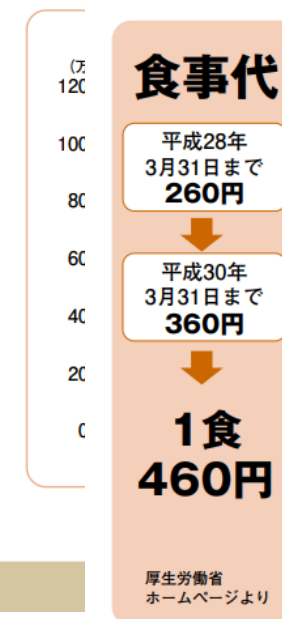 (万
120
100
80
60
40
20
0
食事代
平成28年
3月31日まで
260円
平成30年
3月31日まで
360円
1食
460円
厚生労働省
ホームページより